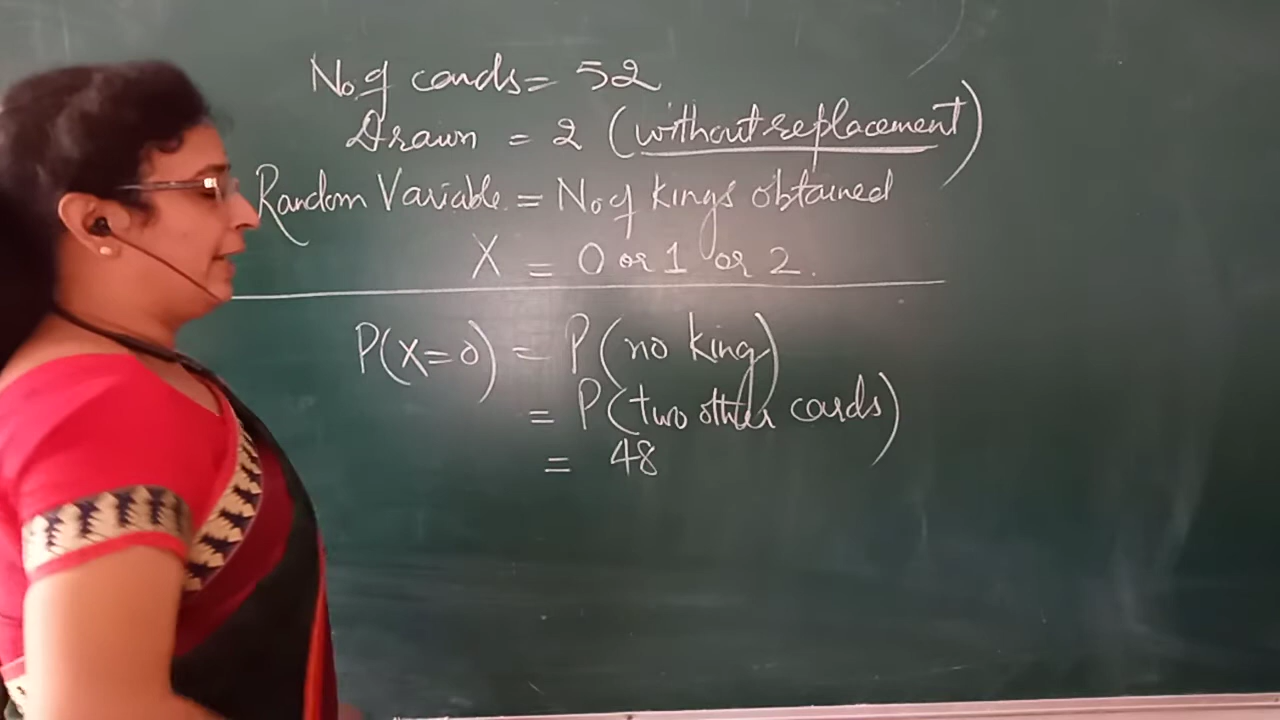 No. of cards = 52
Drawn = 2 (without replacement)
Random Variable = No. of kings obtained
X = 0 or 1 or 2.
P(X=0) = P(no king)
= P(two other cards)
= 48